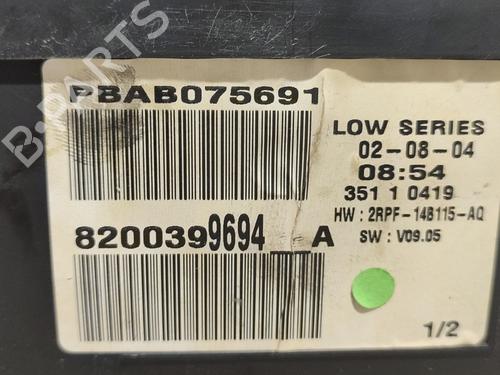 PBAB075691
8200399694__A
LOW SERIES
02-08-04
08:54
351 1 0419
HW : 2RPF-14B115-AQ
SW : V09.05
1/2
B-PARTS